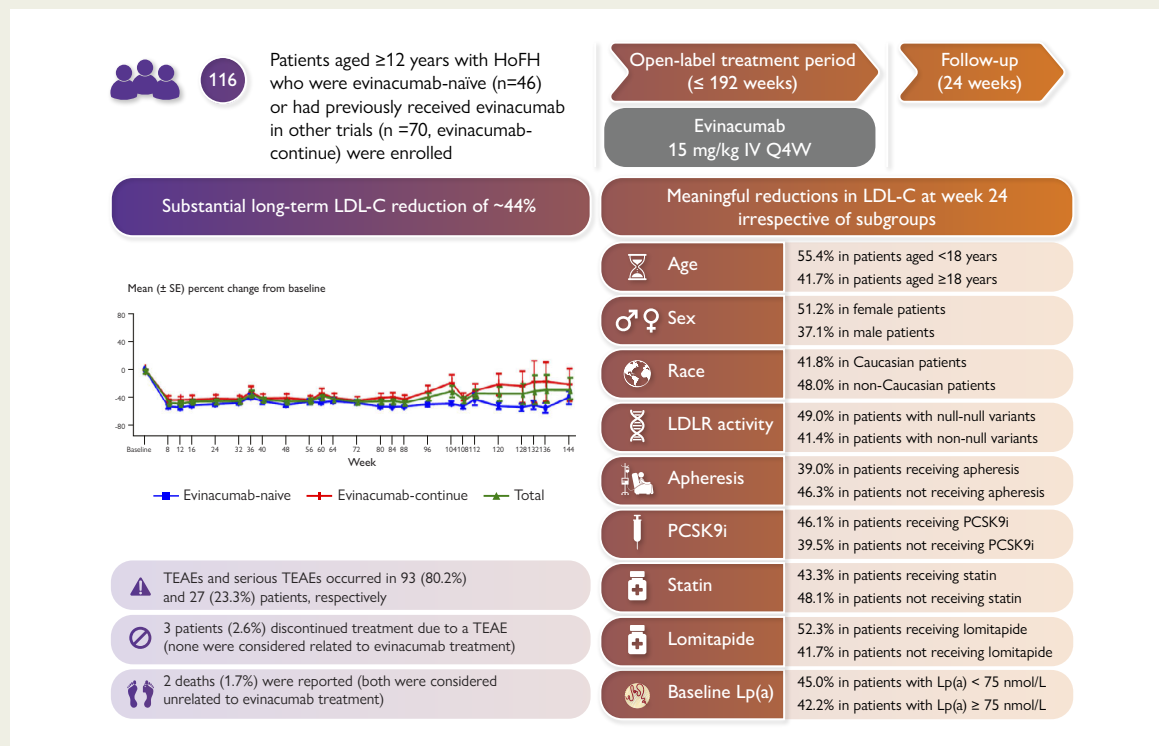 116
Patients aged ≥12 years with HoFH
who were evinacumab-naïve (n=46)
or had previously received evinacumab
in other trials (n =70, evinacumab-
continue) were enrolled
Open-label treatment period
(≤ 192 weeks)
Follow-up
(24 weeks)
Evinacumab
15 mg/kg IV Q4W
Substantial long-term LDL-C reduction of ~44%
Mean (± SE) percent change from baseline
80
40
0
-40
-80
Baseline 8 12 16 24 32 36 40 48 56 60 64 72 80 84 88 96 104 108 112 120 128 132 136 144
Week
Evinacumab-naive Evinacumab-continue Total
TEAEs and serious TEAEs occurred in 93 (80.2%)
and 27 (23.3%) patients, respectively
3 patients (2.6%) discontinued treatment due to a TEAE
(none were considered related to evinacumab treatment)
2 deaths (1.7%) were reported (both were considered
unrelated to evinacumab treatment)
Meaningful reductions in LDL-C at week 24
irrespective of subgroups
Age
55.4% in patients aged <18 years
41.7% in patients aged ≥18 years
Sex
51.2% in female patients
37.1% in male patients
Race
41.8% in Caucasian patients
48.0% in non-Caucasian patients
LDLR activity
49.0% in patients with null-null variants
41.4% in patients with non-null variants
Apheresis
39.0% in patients receiving apheresis
46.3% in patients not receiving apheresis
PCSK9i
46.1% in patients receiving PCSK9i
39.5% in patients not receiving PCSK9i
Statin
43.3% in patients receiving statin
48.1% in patients not receiving statin
Lomitapide
52.3% in patients receiving lomitapide
41.7% in patients not receiving lomitapide
Baseline Lp(a)
45.0% in patients with Lp(a) < 75 nmol/L
42.2% in patients with Lp(a) ≥ 75 nmol/L